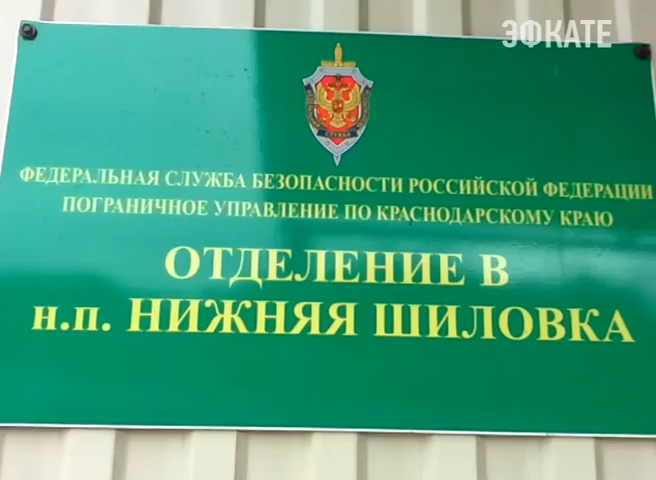 ЭФКАТЕ
ФЕДЕРАЛЬНАЯ СЛУЖБА БЕЗОПАСНОСТИ РОССИЙСКОЙ ФЕДЕРАЦИИ
ПОГРАНИЧНОЕ УПРАВЛЕНИЕ ПО КРАСНОДАРСКОМУ КРАЮ
ОТДЕЛЕНИЕ В
н.п. НИЖНЯЯ ШИЛОВКА